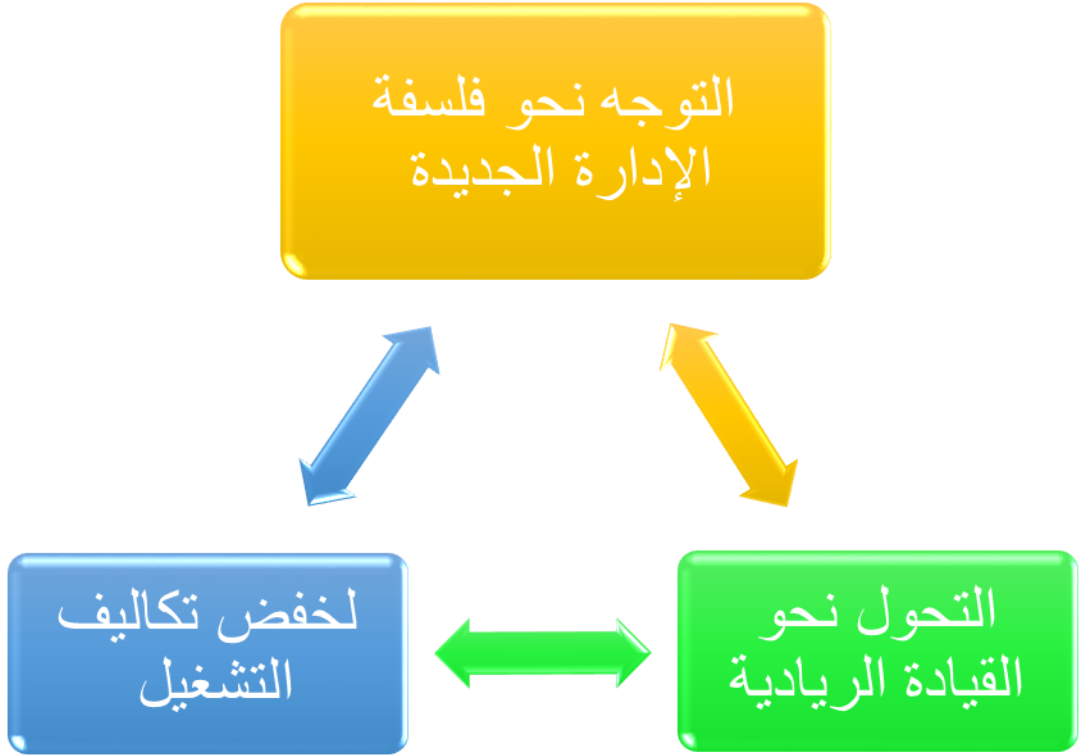 التوجه نحو فلسفة
الإدارة الجديدة
التحول نحو
القيادة الريادية
لخفض تكاليف
التشغيل